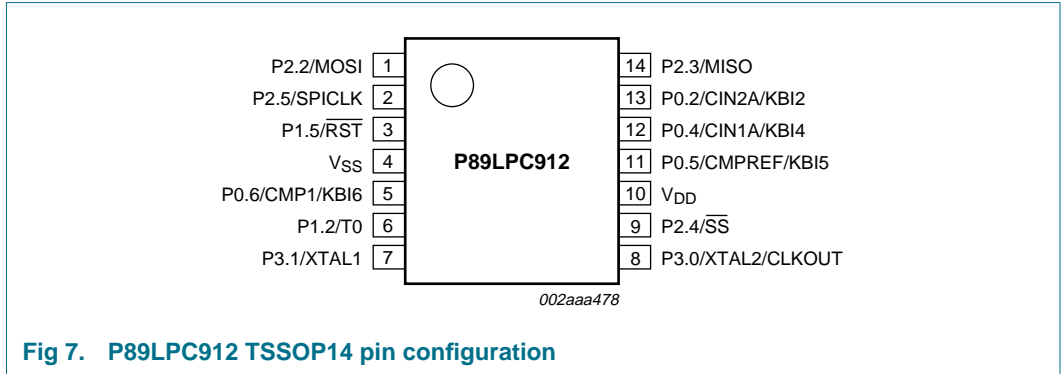 P2.2/MOSI 1 14 P2.3/MISO
P2.5/SPICLK 2 13 P0.2/CIN2A/KBI2
P1.5/R̅S̅T̅ 3 12 P0.4/CIN1A/KBI4
VSS 4 P89LPC912 11 P0.5/CMPREF/KBI5
P0.6/CMP1/KBI6 5 10 VDD
P1.2/T0 6 9 P2.4/S̅S̅
P3.1/XTAL1 7 8 P3.0/XTAL2/CLKOUT
002aaa478
Fig 7. P89LPC912 TSSOP14 pin configuration